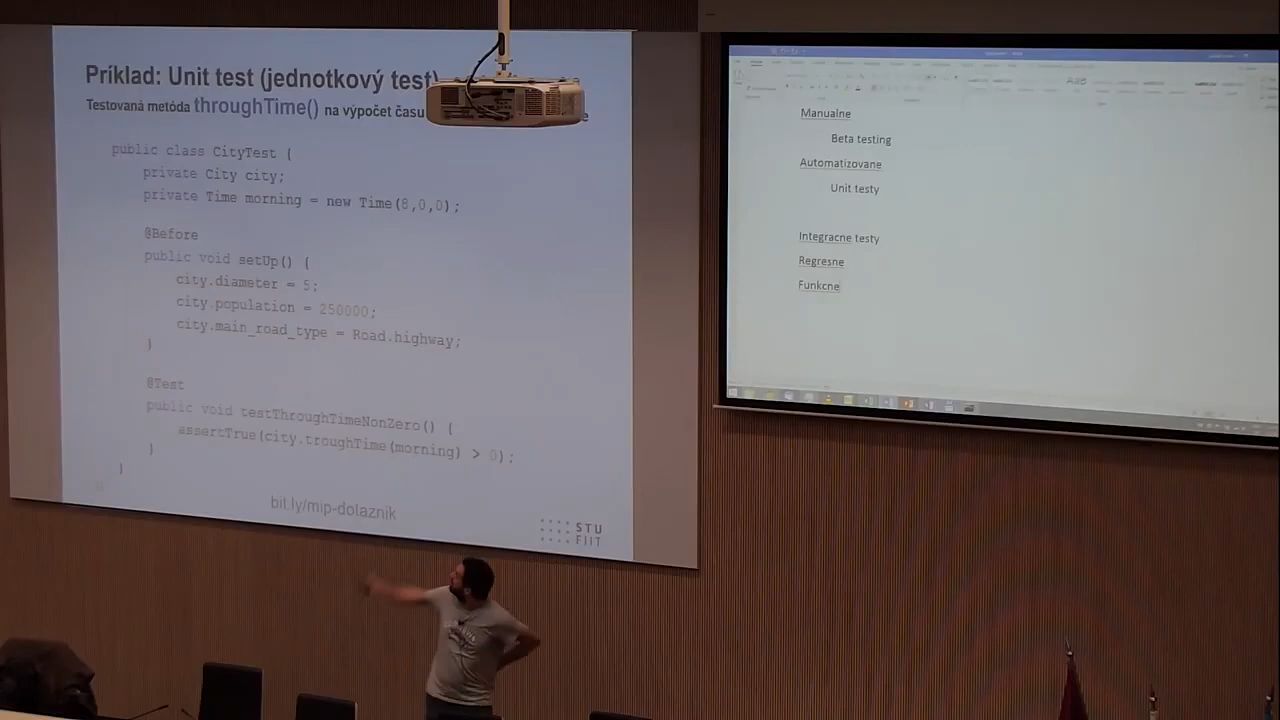 Príklad: Unit test (jednotkový test)
Testovaná metóda throughTime() na výpočet času
public class CityTest {
private City city;
private Time morning = new Time(8,0,0);
@Before
public void setUp() {
city.diameter = 5;
city.population = 250000;
city.main_road_type = Road.highway;
}
@Test
public void testThroughTimeNonZero() {
assertTrue(city.troughTime(morning) > 0);
}
}
bit.ly/mip-dolaznik
STU
FIIT
Manualne
Beta testing
Automatizovane
Unit testy
Integracne testy
Regresne
Funkcne